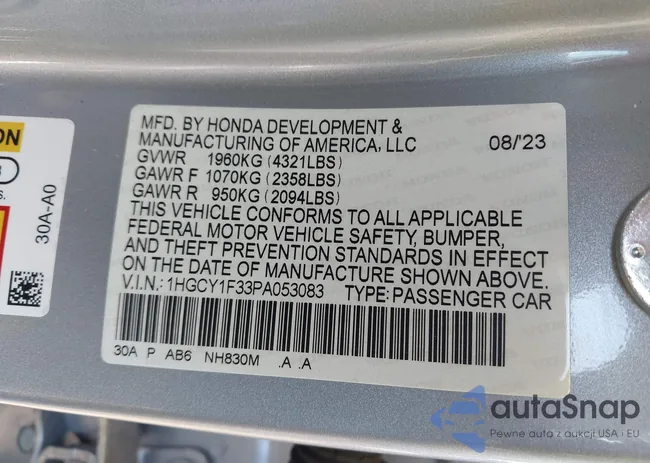 ON
3
s.
30A-A0
MFD. BY HONDA DEVELOPMENT &
MANUFACTURING OF AMERICA, LLC 08/'23
GVWR 1960KG (4321LBS)
GAWR F 1070KG (2358LBS)
GAWR R 950KG (2094LBS)
THIS VEHICLE CONFORMS TO ALL APPLICABLE
FEDERAL MOTOR VEHICLE SAFETY, BUMPER,
AND THEFT PREVENTION STANDARDS IN EFFECT
ON THE DATE OF MANUFACTURE SHOWN ABOVE.
V.I.N.: 1HGCY1F33PA053083 TYPE: PASSENGER CAR
30A P AB6 NH830M .A .A
autaSnap
Pewne auta z aukcji USA i EU